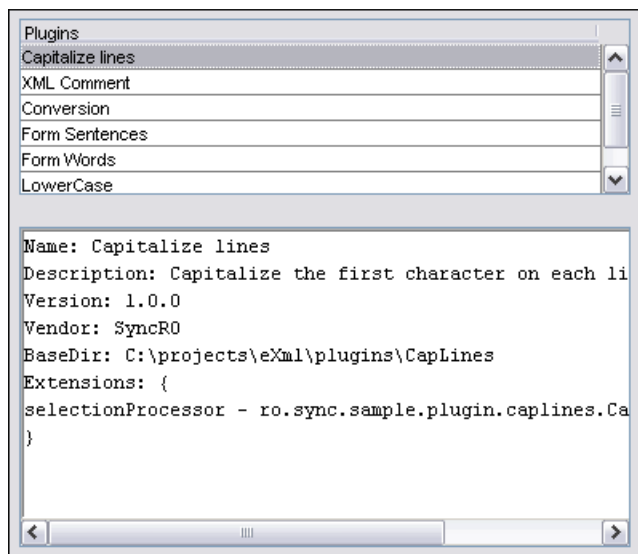 Plugins
Capitalize lines
XML Comment
Conversion
Form Sentences
Form Words
LowerCase
Name: Capitalize lines
Description: Capitalize the first character on each li
Version: 1.0.0
Vendor: SyncRO
BaseDir: C:\projects\eXml\plugins\CapLines
Extensions: {
selectionProcessor - ro.sync.sample.plugin.caplines.Ca
}